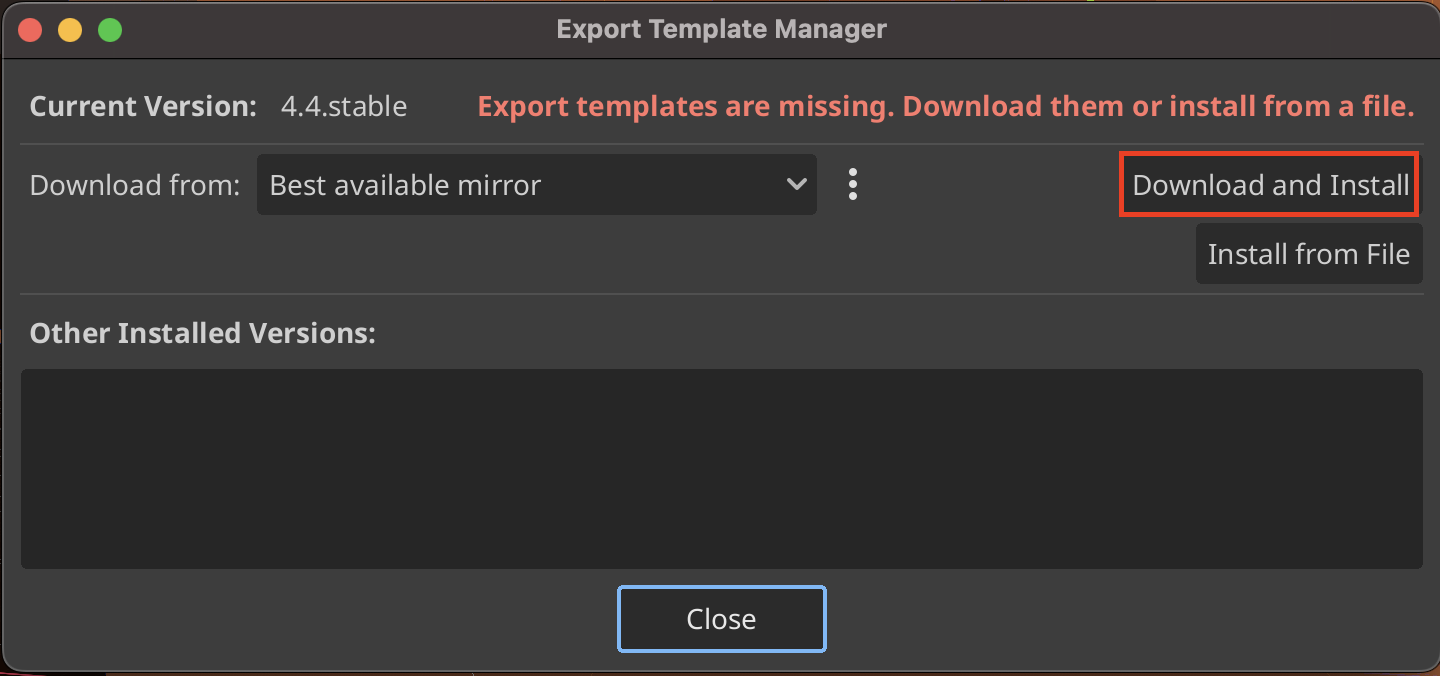 Export Template Manager
Current Version: 4.4.stable Export templates are missing. Download them or install from a file.
Download from: Best available mirror Download and Install
Install from File
Other Installed Versions:
Close